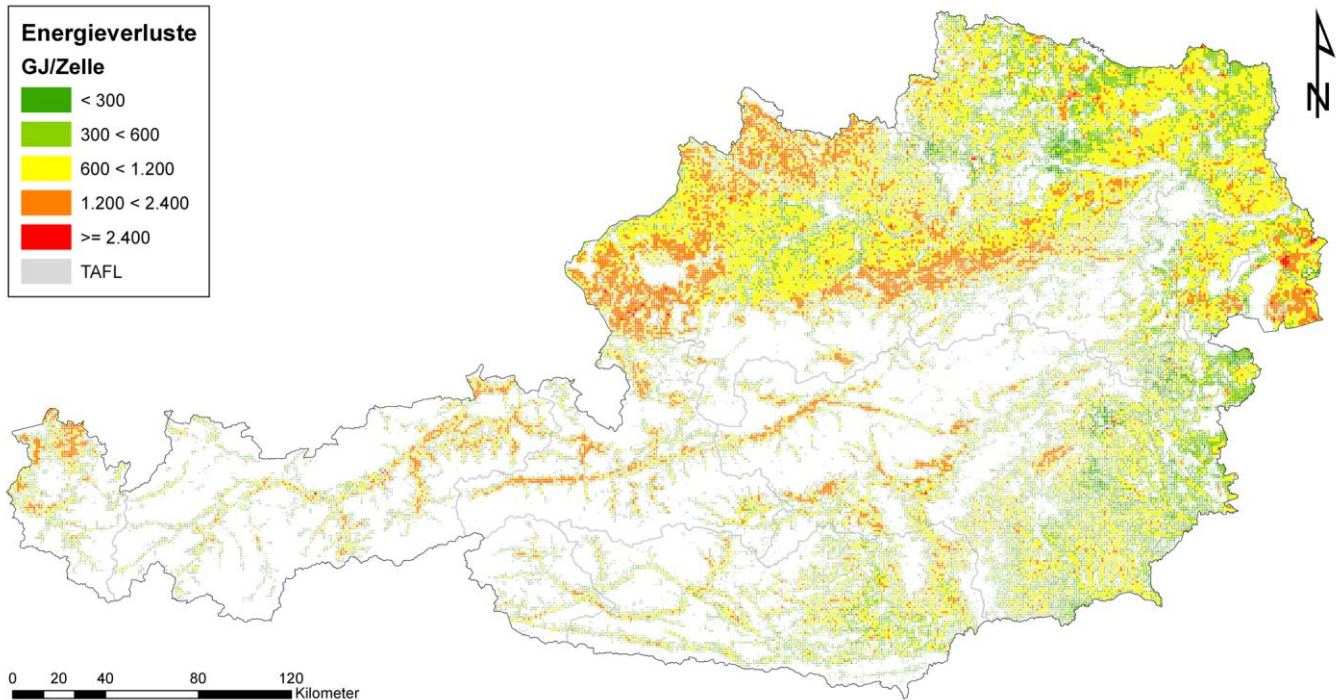 Energieverluste
GJ/Zelle
< 300
300 < 600
600 < 1.200
1.200 < 2.400
>= 2.400
TAFL
N
0 20 40 80 120
Kilometer